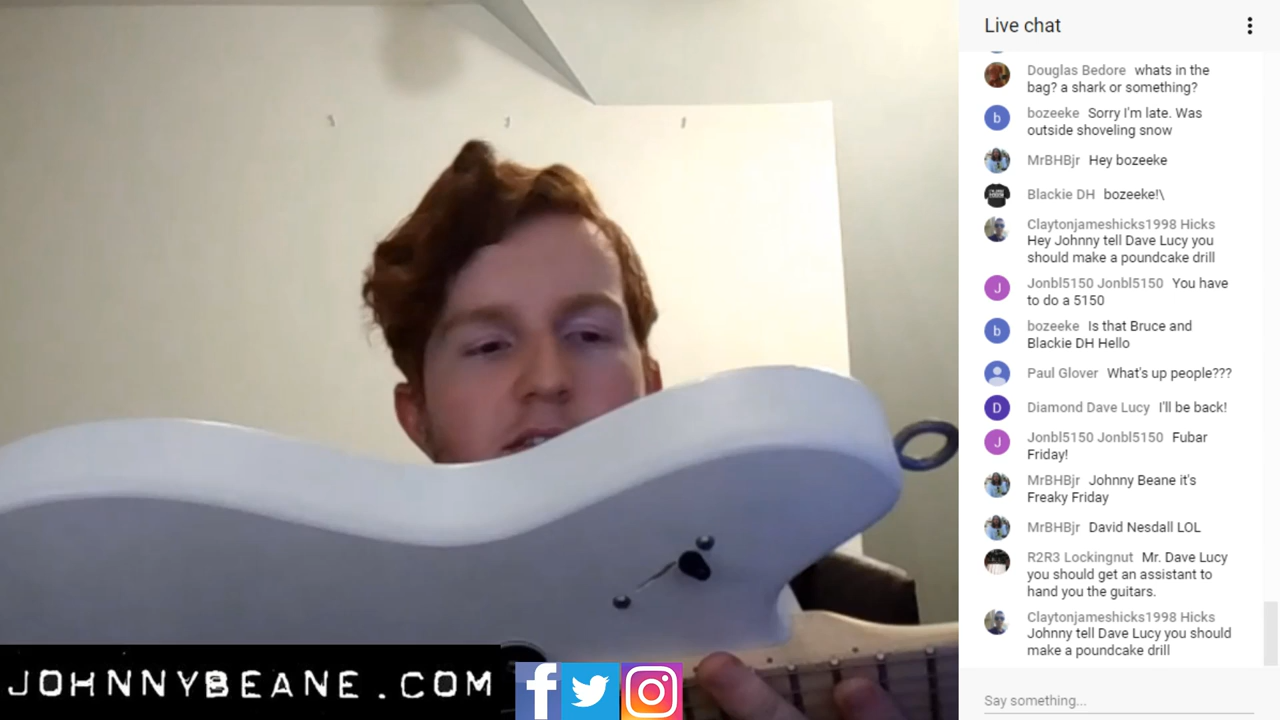 Live chat
Douglas Bedore whats in the
bag? a shark or something?
b
bozeeke Sorry I'm late. Was
outside shoveling snow
MrBHBjr Hey bozeeke
Blackie DH bozeeke!\
Claytonjameshicks1998 Hicks
Hey Johnny tell Dave Lucy you
should make a poundcake drill
J
Jonbl5150 Jonbl5150 You have
to do a 5150
b
bozeeke Is that Bruce and
Blackie DH Hello
Paul Glover What's up people???
D
Diamond Dave Lucy I'll be back!
J
Jonbl5150 Jonbl5150 Fubar
Friday!
MrBHBjr Johnny Beane it's
Freaky Friday
MrBHBjr David Nesdall LOL
R2R3 Lockingnut Mr. Dave Lucy
you should get an assistant to
hand you the guitars.
Claytonjameshicks1998 Hicks
Johnny tell Dave Lucy you should
make a poundcake drill
Say something...
JOHNNYBEANE.COM
f